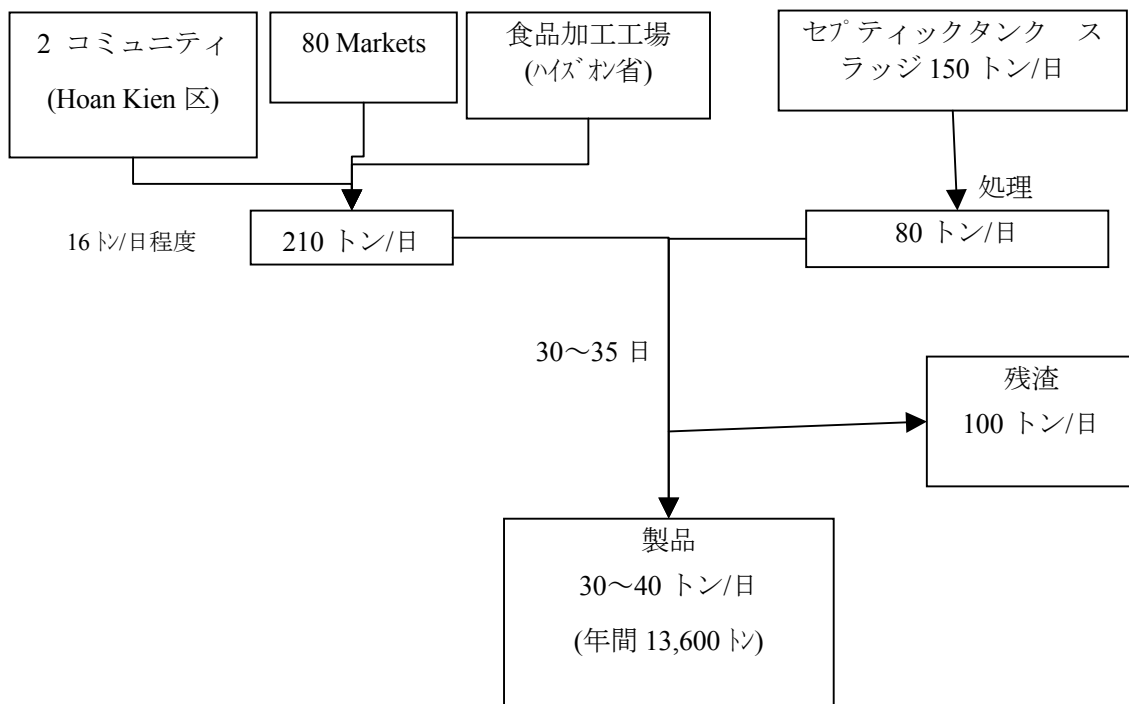 2 コミュニティ
(Hoan Kien 区)
80 Markets
食品加工工場
(ﾊｲｽﾞｵﾝ省)
セプティックタンク ス
ラッジ 150 トン/日
処理
16 ﾄﾝ/日程度
210 トン/日
80 トン/日
30～35 日
残渣
100 トン/日
製品
30～40 トン/日
(年間 13,600 ﾄﾝ)